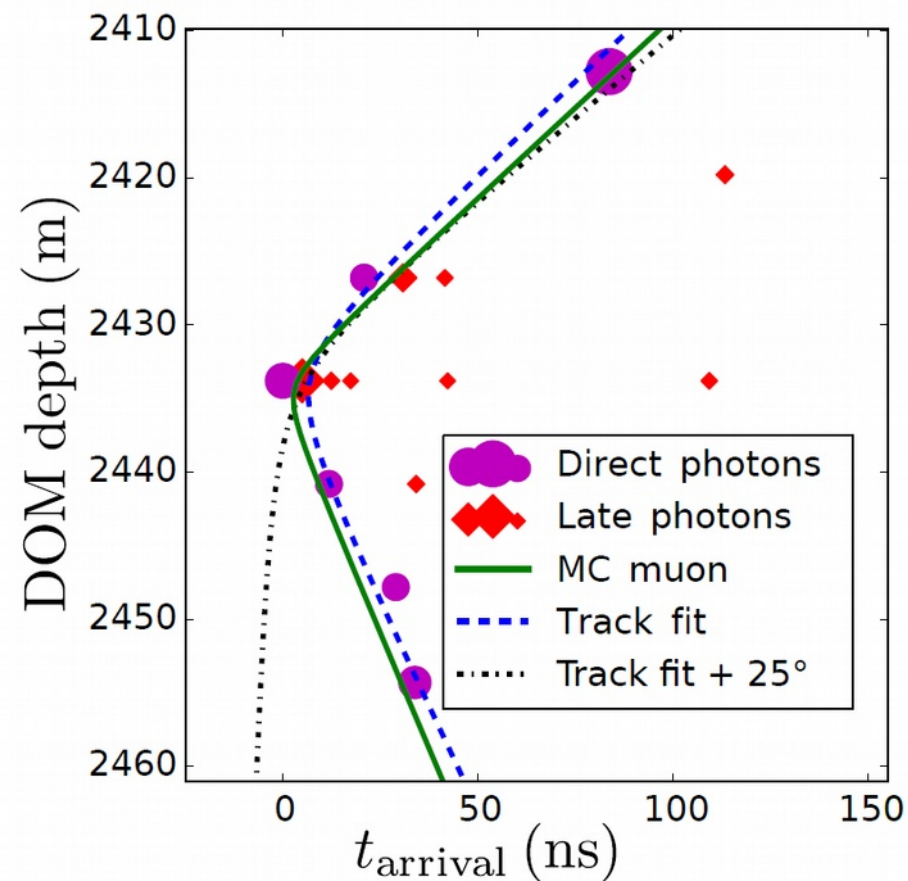 DOM depth (m)
2410
2420
2430
2440
2450
2460
Direct photons
Late photons
MC muon
Track fit
Track fit + 25°
0 50 100 150
t_arrival (ns)